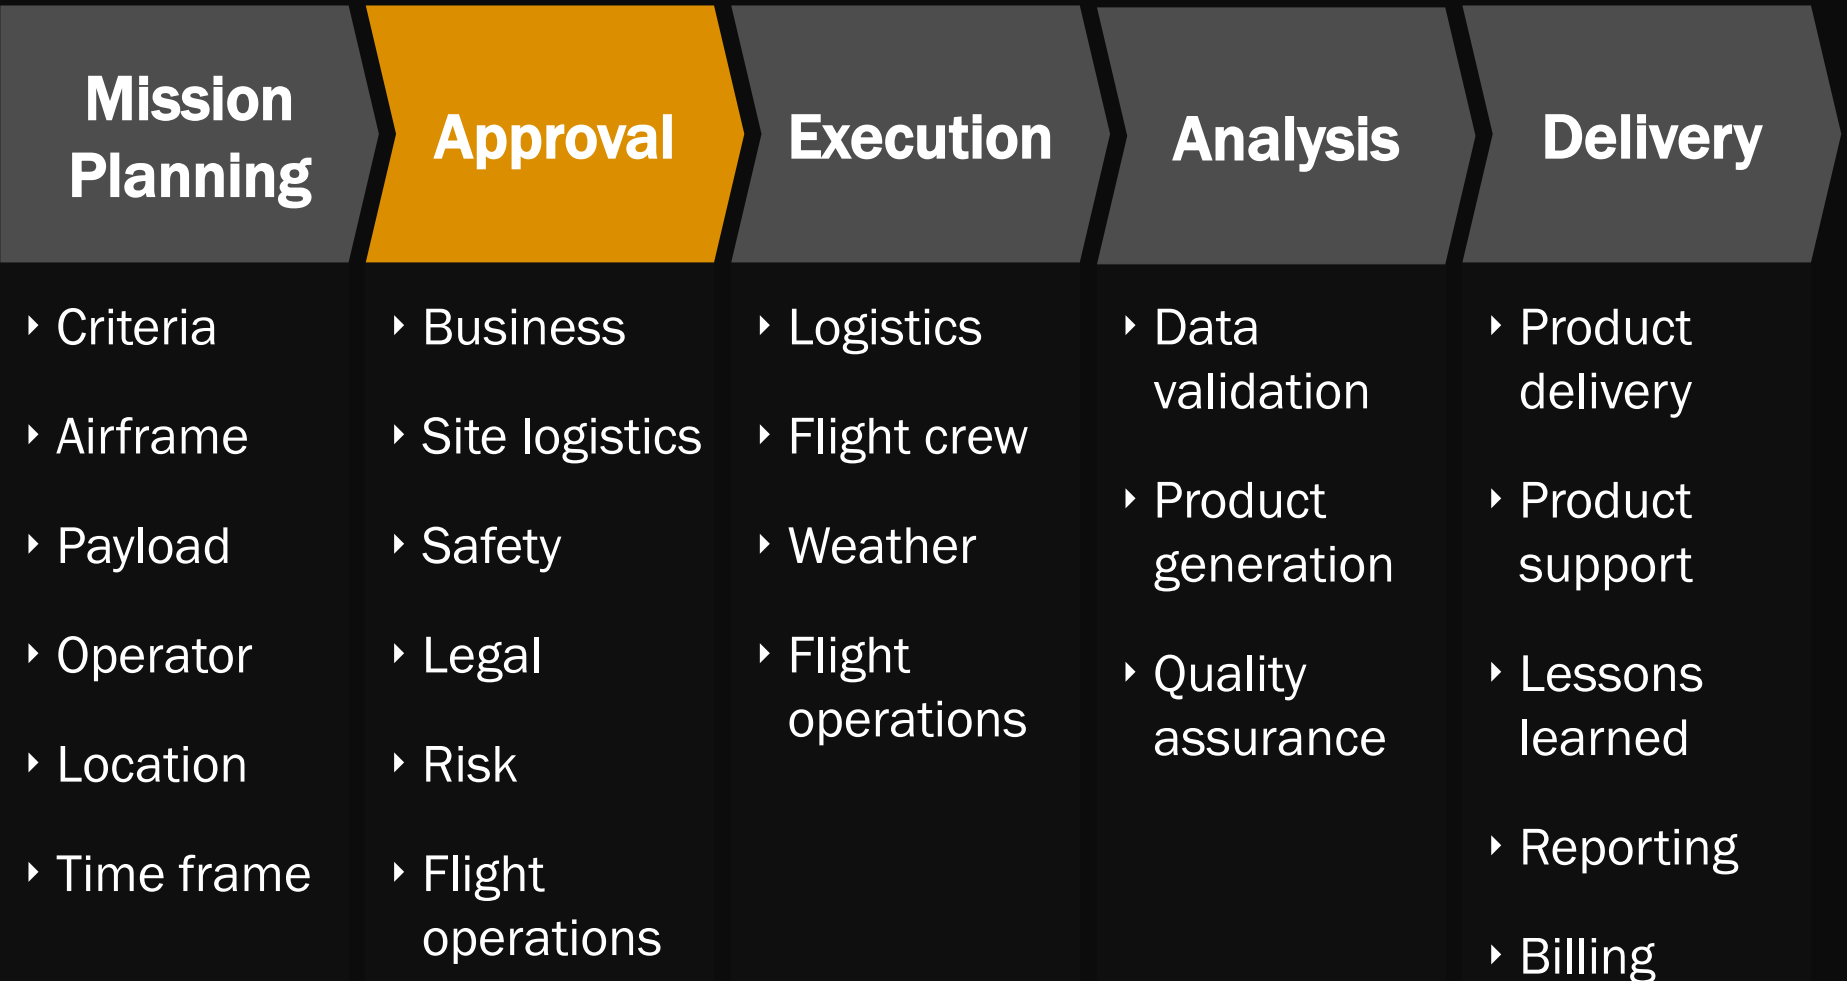 Mission
Planning
Approval
Execution
Analysis
Delivery
‣ Criteria
‣ Airframe
‣ Payload
‣ Operator
‣ Location
‣ Time frame
‣ Business
‣ Site logistics
‣ Safety
‣ Legal
‣ Risk
‣ Flight
operations
‣ Logistics
‣ Flight crew
‣ Weather
‣ Flight
operations
‣ Data
validation
‣ Product
generation
‣ Quality
assurance
‣ Product
delivery
‣ Product
support
‣ Lessons
learned
‣ Reporting
‣ Billing